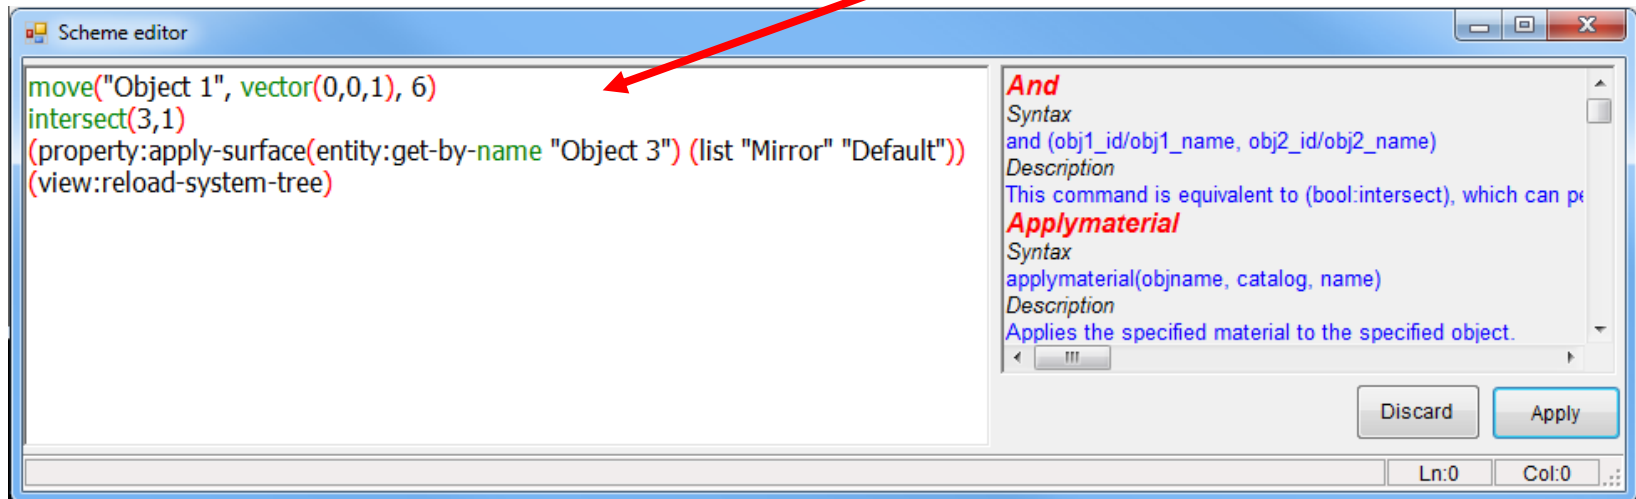 Scheme editor
move("Object 1", vector(0,0,1), 6)
intersect(3,1)
(property:apply-surface(entity:get-by-name "Object 3") (list "Mirror" "Default"))
(view:reload-system-tree)
And
Syntax
and (obj1_id/obj1_name, obj2_id/obj2_name)
Description
This command is equivalent to (bool:intersect), which can pe
Applymaterial
Syntax
applymaterial(objname, catalog, name)
Description
Applies the specified material to the specified object.
Discard
Apply
Ln:0
Col:0